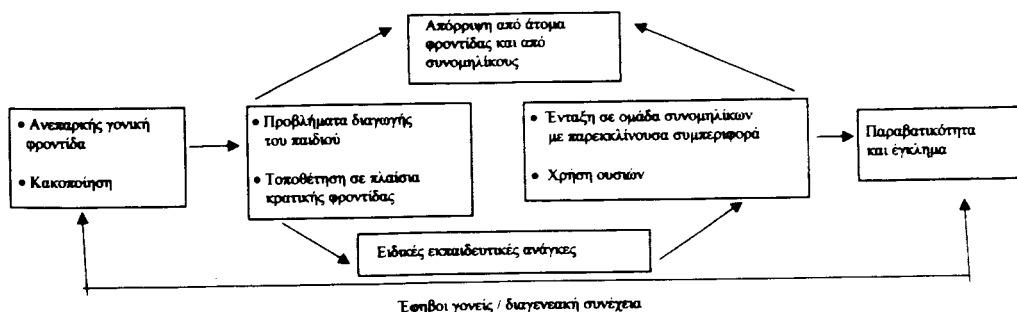 Απόρριψη από άτομα
φροντίδας και από
συνομηλίκους
• Ανεπαρκής γονική
φροντίδα
• Κακοποίηση
• Προβλήματα διαγωγής
του παιδιού
• Τοποθέτηση σε πλαίσια
κρατικής φροντίδας
• Ένταξη σε ομάδα συνομηλίκων
με παρεκκλίνουσα συμπεριφορά
• Χρήση ουσιών
Παραβατικότητα
και έγκλημα
Ειδικές εκπαιδευτικές ανάγκες
Έφηβοι γονείς / διαγενεακή συνέχεια